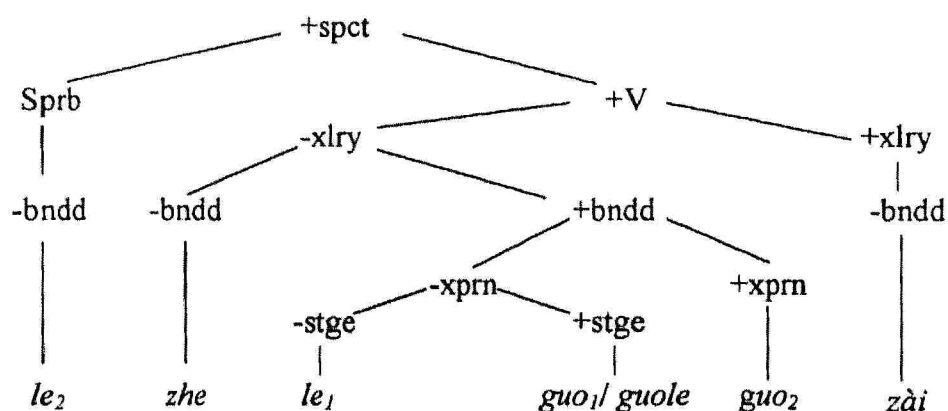 +spct
Sprb +V
-xlry +xlry
-bndd -bndd +bndd -bndd
-xprn +xprn
-stge +stge
le₂ zhe le₁ guo₁/ guole guo₂ zài